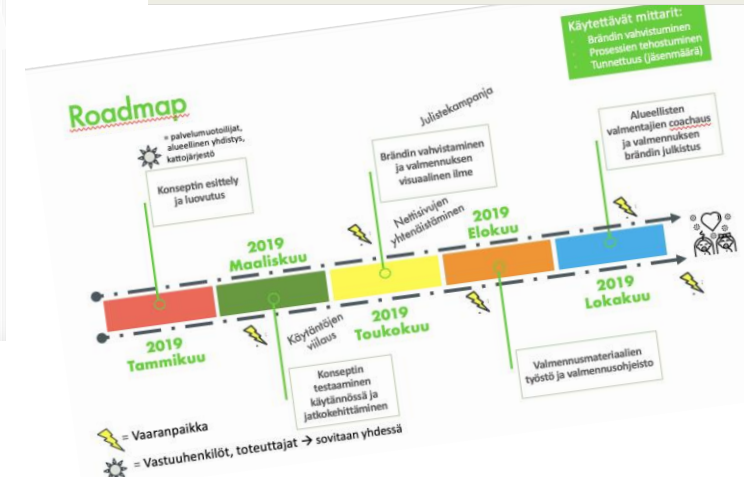 Käytettävät mittarit:
- Brändin vahvistuminen
- Prosessien tehostuminen
- Tunnettuus (jäsenmäärä)
Roadmap
= palvelumuotoilijat,
alueellinen yhdistys,
kattojärjestö
Konseptin esittely
ja luovutus
Julistekampanja
Brändin vahvistaminen
ja valmennuksen
visuaalinen ilme
Alueellisten
valmentajien coachaus
ja valmennuksen
brändin julkistus
Nettisivujen
yhtenäistäminen
2019
Maaliskuu
2019
Elokuu
2019
Tammikuu
Käytäntöjen
viilaus
2019
Toukokuu
2019
Lokakuu
Konseptin
testaaminen
käytännössä ja
jatkokehittäminen
Valmennusmateriaalien
työstö ja valmennusohjeisto
= Vaaranpaikka
= Vastuuhenkilöt, toteuttajat → sovitaan yhdessä